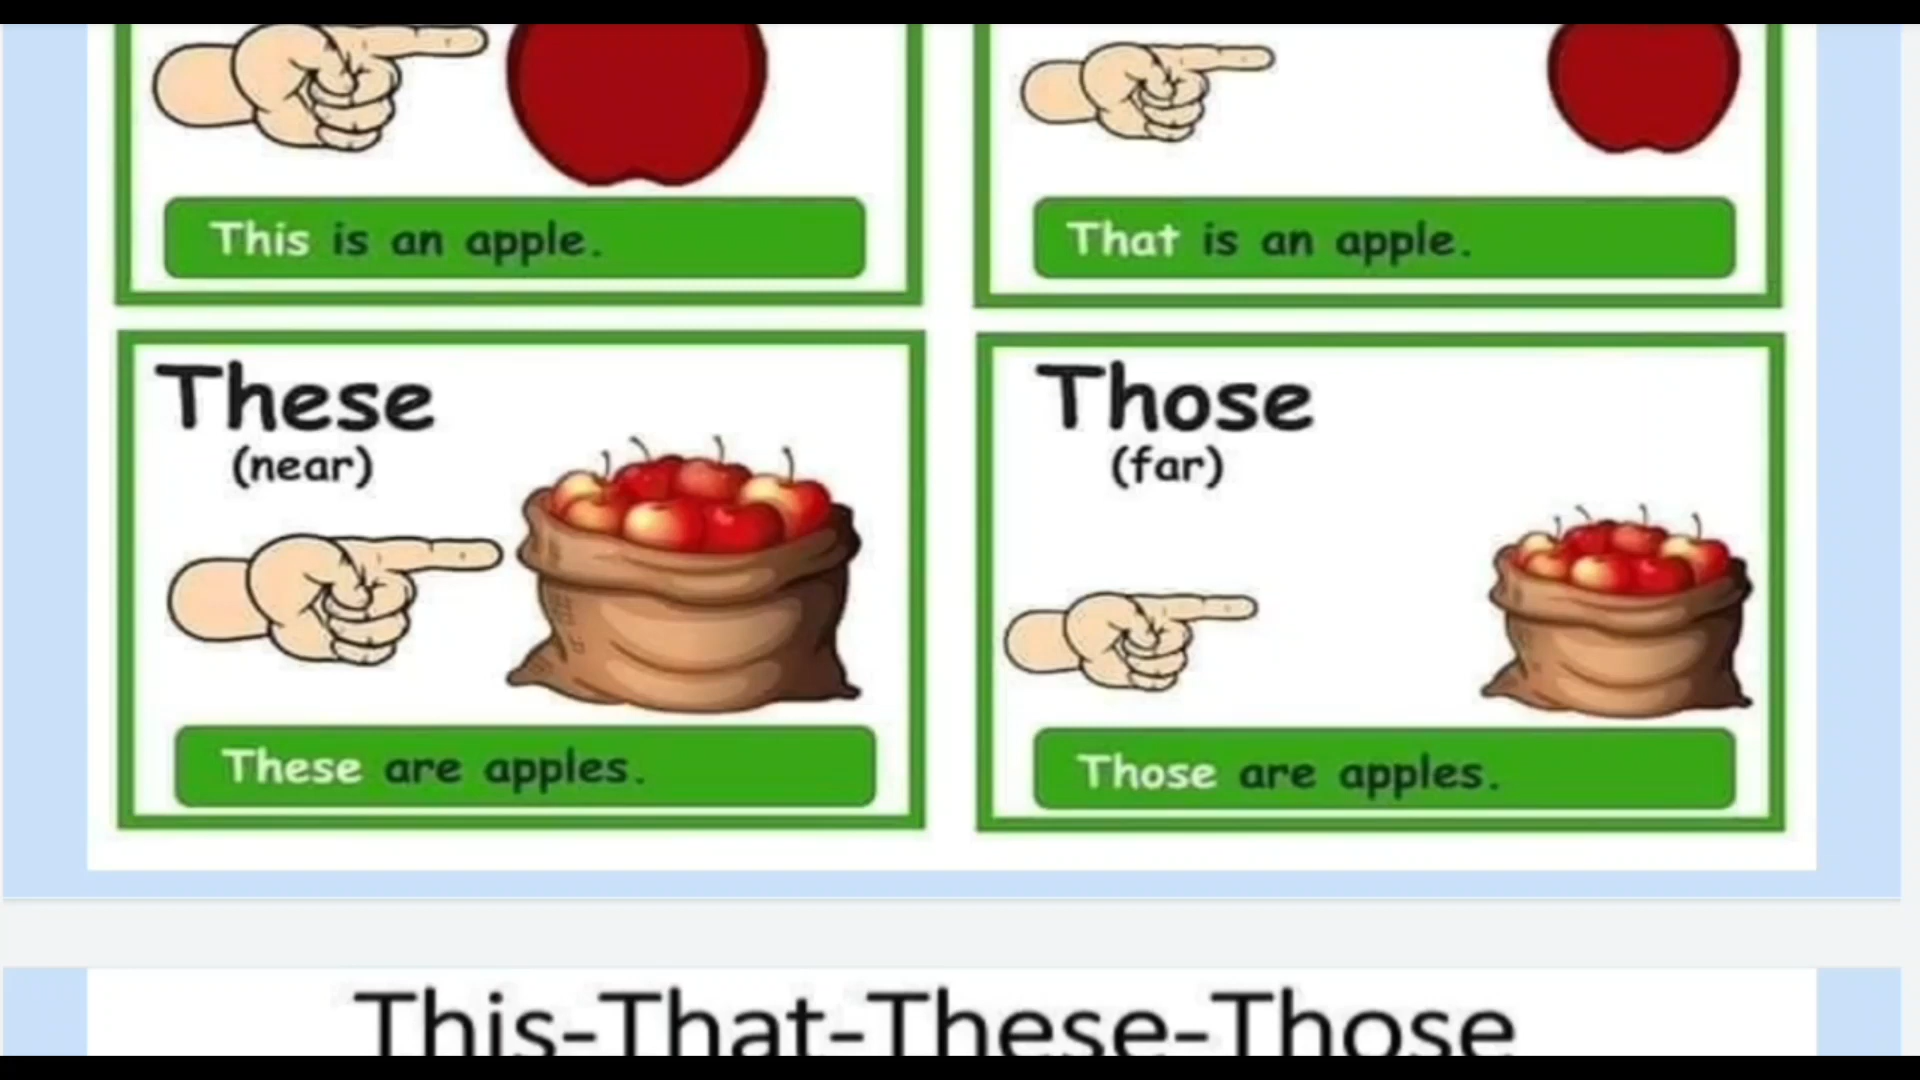 This is an apple.
That is an apple.
These
(near)
These are apples.
Those
(far)
Those are apples.
This-That-These-Those